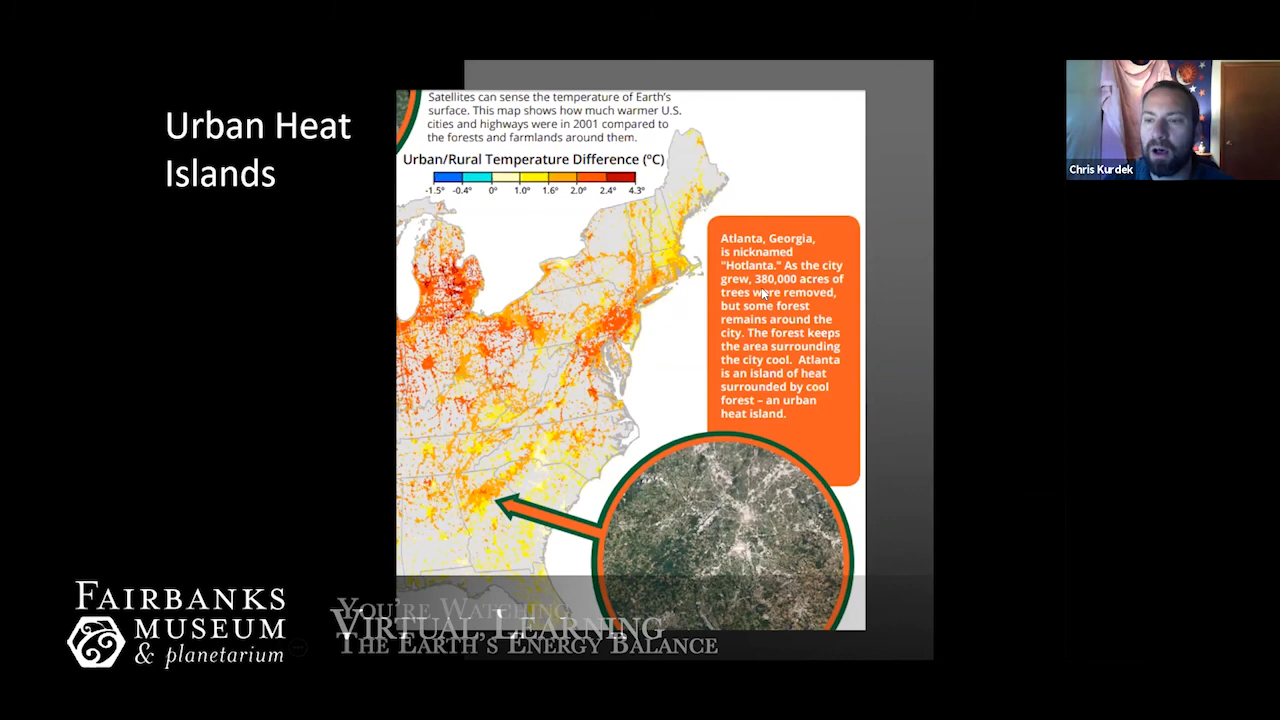 Urban Heat
Islands
Satellites can sense the temperature of Earth's
surface. This map shows how much warmer U.S.
cities and highways were in 2001 compared to
the forests and farmlands around them.
Urban/Rural Temperature Difference (ºC)
-1.5° -0.4° 0° 1.0° 1.6° 2.0° 2.4° 4.3°
Atlanta, Georgia,
is nicknamed
"Hotlanta." As the city
grew, 380,000 acres of
trees were removed,
but some forest
remains around the
city. The forest keeps
the area surrounding
the city cool. Atlanta
is an island of heat
surrounded by cool
forest – an urban
heat island.
Chris Kurdek
FAIRBANKS
MUSEUM
& planetarium
YOU'RE WATCHING
VIRTUAL LEARNING
THE EARTH'S ENERGY BALANCE